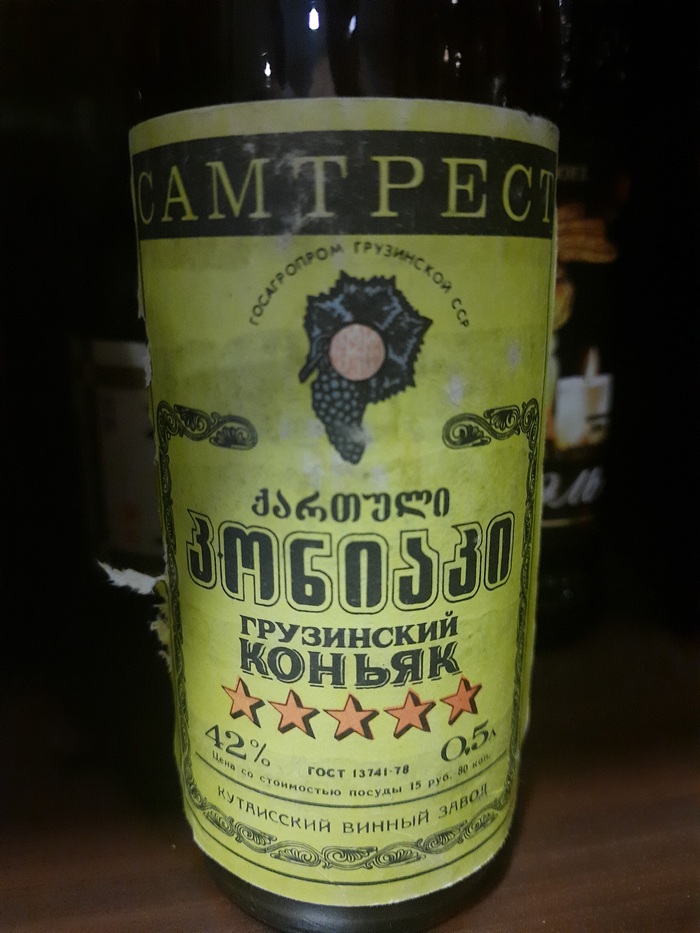 САМТРЕСТ
ГОСАГРОПРОМ ГРУЗИНСКОЙ ССР
ქართული
კონიაკი
ГРУЗИНСКИЙ
КОНЬЯК
42% ГОСТ 13741-78 0,5л
Цена со стоимостью посуды 15 руб. 80 коп.
КУТАИССКИЙ ВИННЫЙ ЗАВОД